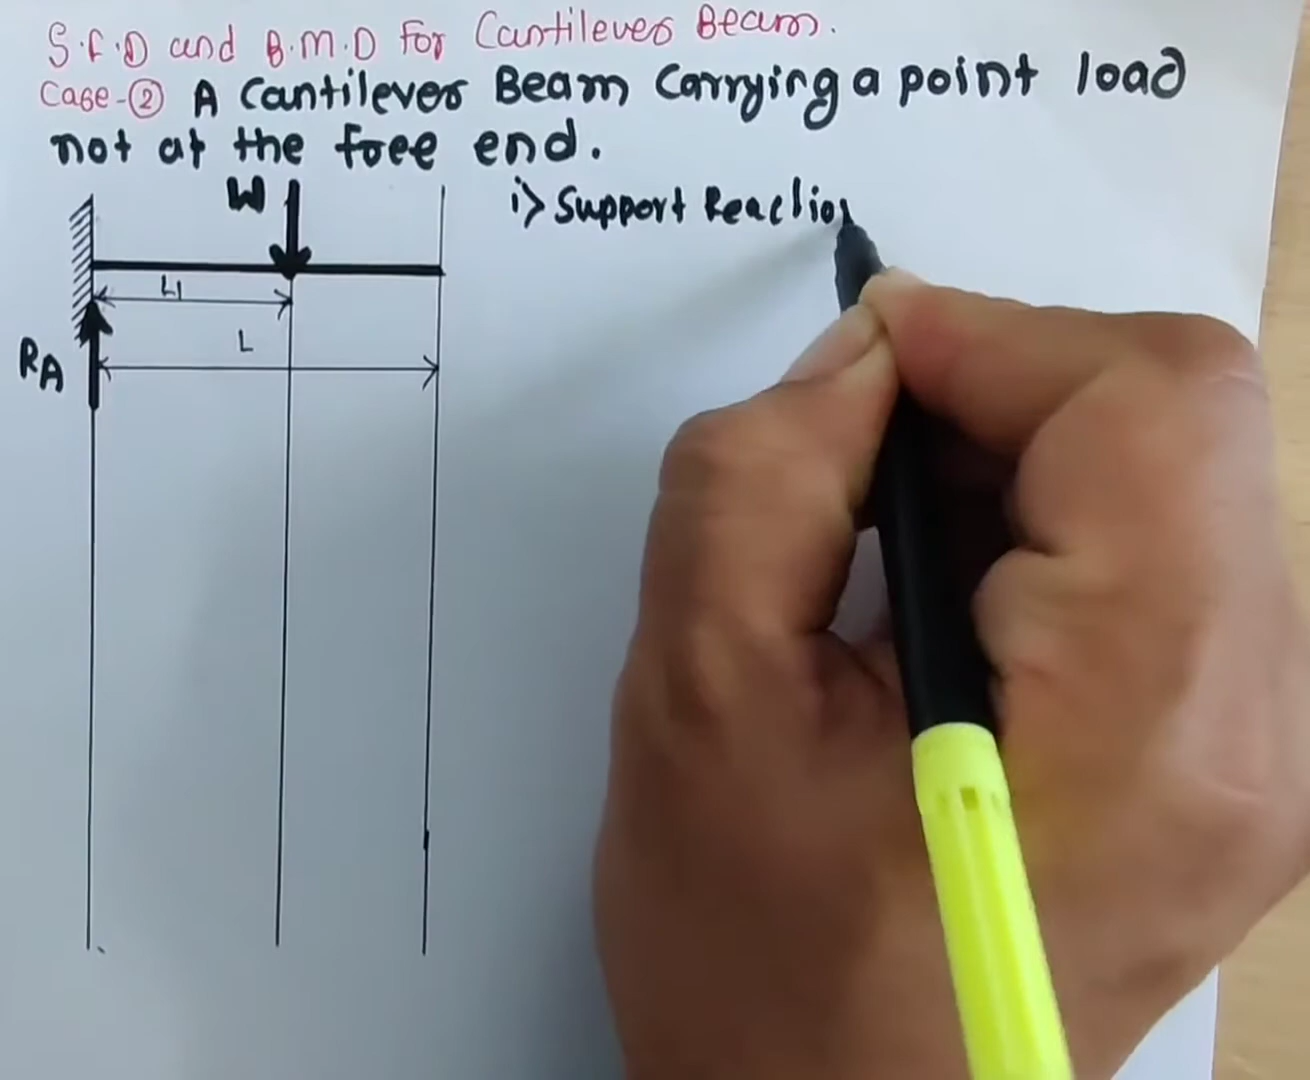 S.F.D and B.M.D For Cantilever Beam.
Case-② A Cantilever Beam Carrying a point load
not at the free end.
W
i> Support Reaction
L1
L
RA